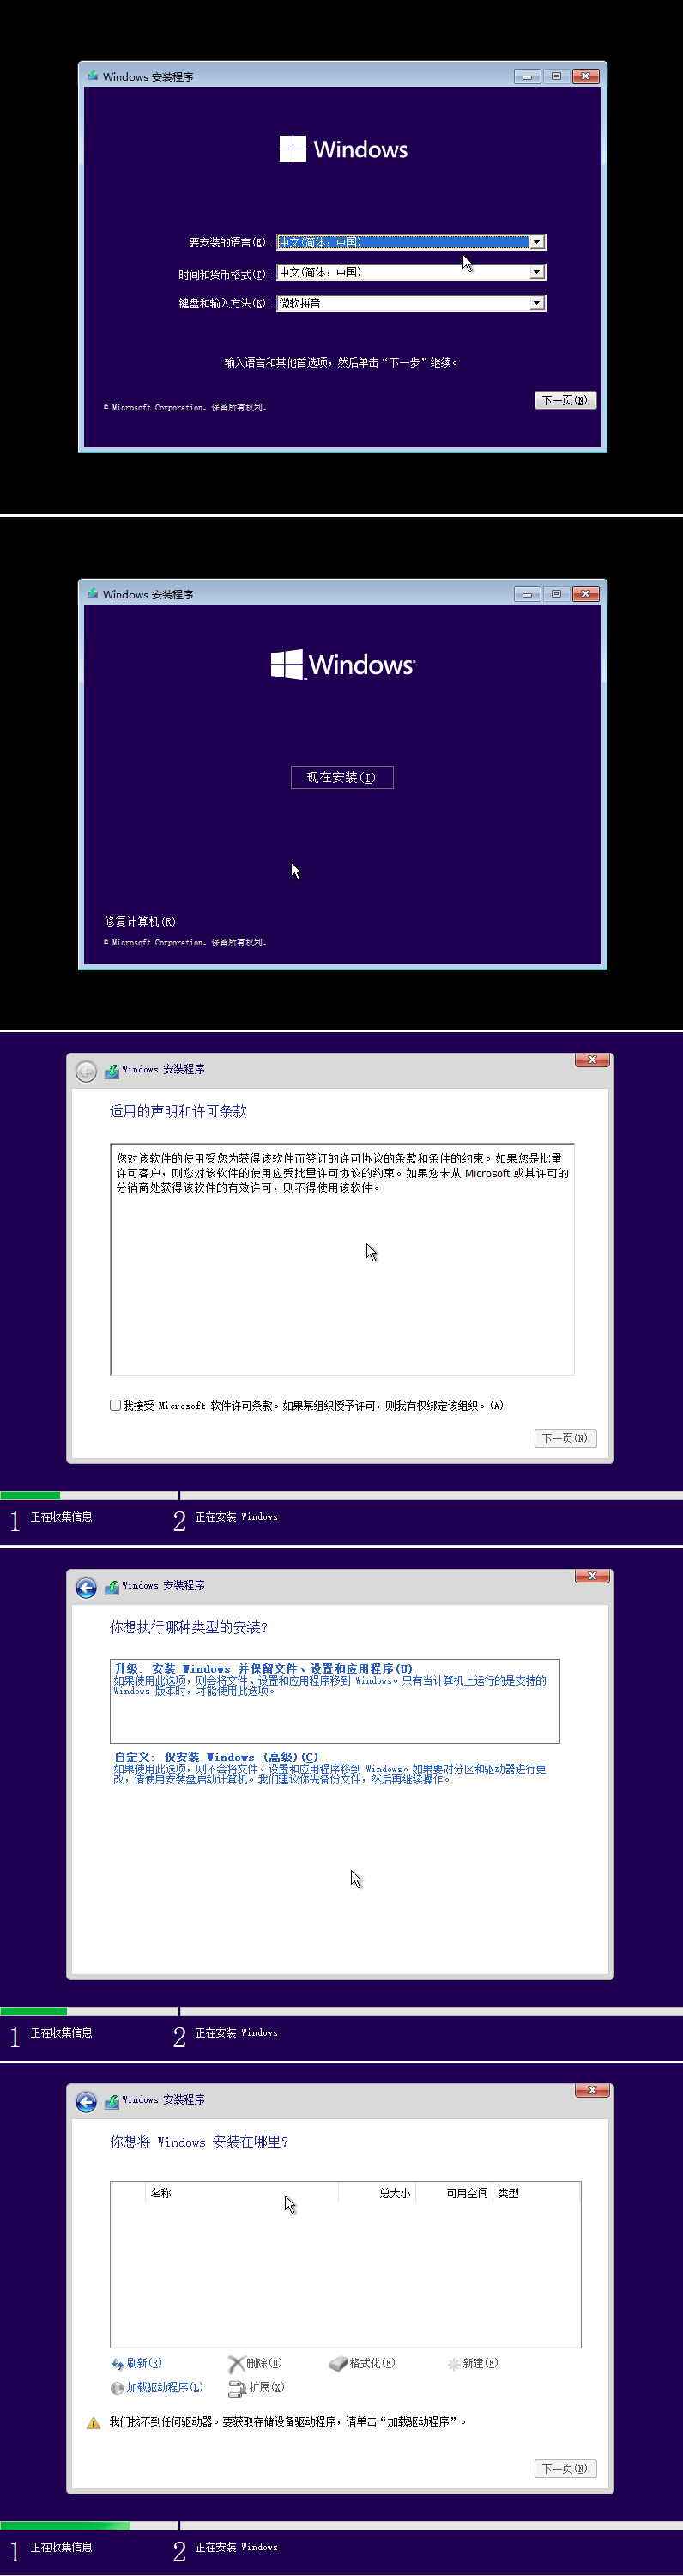 Windows 安装程序
Windows
要安装的语言(E): 中文(简体, 中国)
时间和货币格式(T): 中文(简体, 中国)
键盘和输入方法(K): 微软拼音
输入语言和其他首选项，然后单击“下一步”继续。
下一页(N)
© Microsoft Corporation. 保留所有权利。
Windows 安装程序
Windows
现在安装(I)
修复计算机(R)
© Microsoft Corporation. 保留所有权利。
Windows 安装程序
适用的声明和许可条款
您对该软件的使用受您为获得该软件而签订的许可协议的条款和条件的约束。如果您是批量
许可客户，则您对该软件的使用应受批量许可协议的约束。如果您未从 Microsoft 或其许可的
分销商处获得该软件的有效许可，则不得使用该软件。
我接受 Microsoft 软件许可条款。如果某组织授予许可，则我有权绑定该组织。(A)
下一页(N)
1 正在收集信息 2 正在安装 Windows
Windows 安装程序
你想执行哪种类型的安装?
升级: 安装 Windows 并保留文件、设置和应用程序(U)
如果使用此选项，则会将文件、设置和应用程序移到 Windows。只有当计算机上运行的是支持的
Windows 版本时，才能使用此选项。
自定义: 仅安装 Windows (高级)(C)
如果使用此选项，则不会将文件、设置和应用程序移到 Windows。如果要对分区和驱动器进行更
改，请使用安装盘启动计算机。我们建议你先备份文件，然后再继续操作。
1 正在收集信息 2 正在安装 Windows
Windows 安装程序
你想将 Windows 安装在哪里?
名称 总大小 可用空间 类型
刷新(R) 删除(D) 格式化(F) 新建(E)
加载驱动程序(L) 扩展(X)
我们找不到任何驱动器。要获取存储设备驱动程序，请单击“加载驱动程序”。
下一页(N)
1 正在收集信息 2 正在安装 Windows